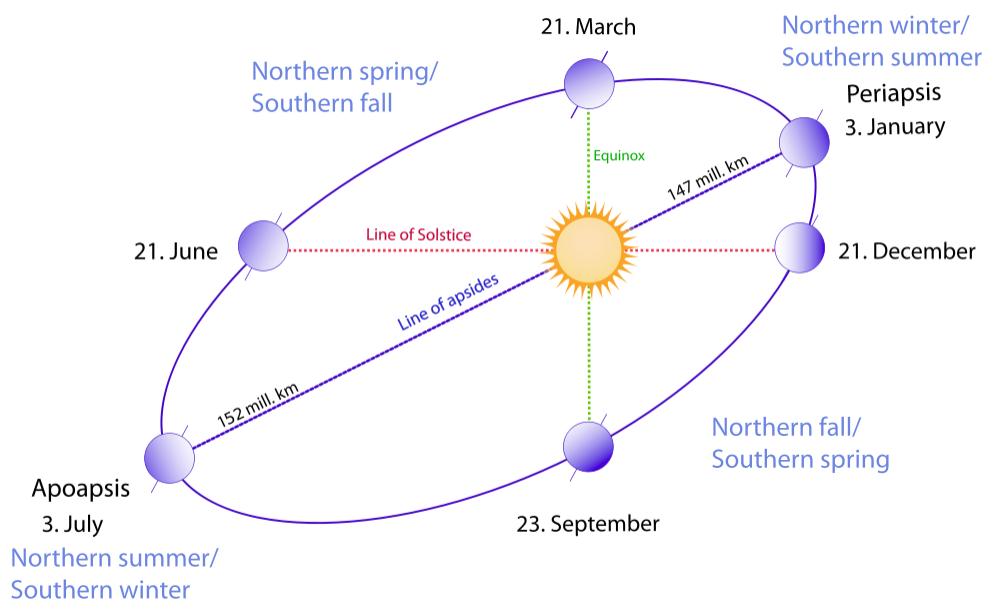 21. March
Northern winter/
Southern summer
Northern spring/
Southern fall
Periapsis
3. January
Equinox
147 mill. km
21. June
Line of Solstice
21. December
Line of apsides
152 mill. km
Northern fall/
Southern spring
Apoapsis
3. July
23. September
Northern summer/
Southern winter